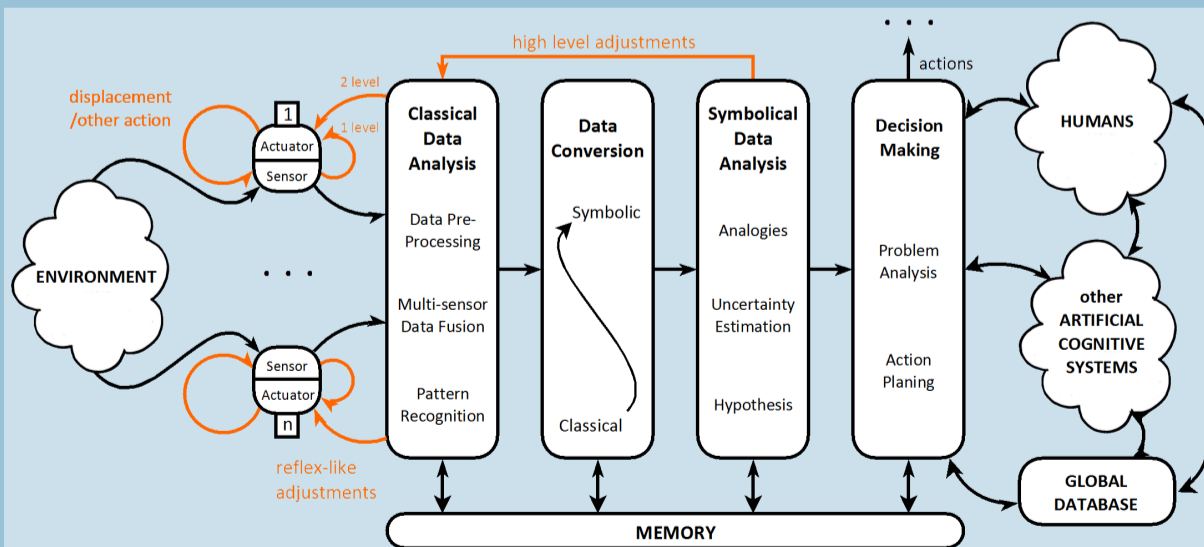 high level adjustments
• • •
actions
displacement
/other action
1
Actuator
Sensor
2 level
1 level
Classical
Data
Analysis
Data Pre-
Processing
Multi-sensor
Data Fusion
Pattern
Recognition
Data
Conversion
Symbolic
Classical
Symbolical
Data
Analysis
Analogies
Uncertainty
Estimation
Hypothesis
Decision
Making
Problem
Analysis
Action
Planing
HUMANS
other
ARTIFICIAL
COGNITIVE
SYSTEMS
GLOBAL
DATABASE
ENVIRONMENT
• • •
Sensor
Actuator
n
reflex-like
adjustments
MEMORY